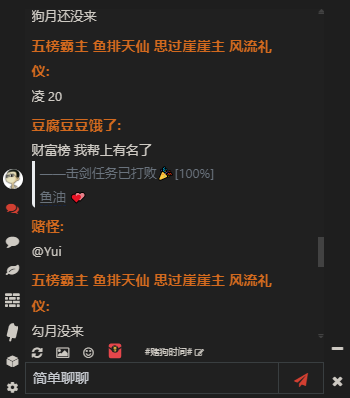 狗月还没来
五榜霸主 鱼排天仙 思过崖崖主 风流礼
仪:
凌 20
豆腐豆豆饿了:
财富榜 我帮上有名了
——击剑任务已打败🎉 [100%]
鱼油 💞
赌怪:
@Yui
五榜霸主 鱼排天仙 思过崖崖主 风流礼
仪:
勾月没来
#赌狗时间#
简单聊聊